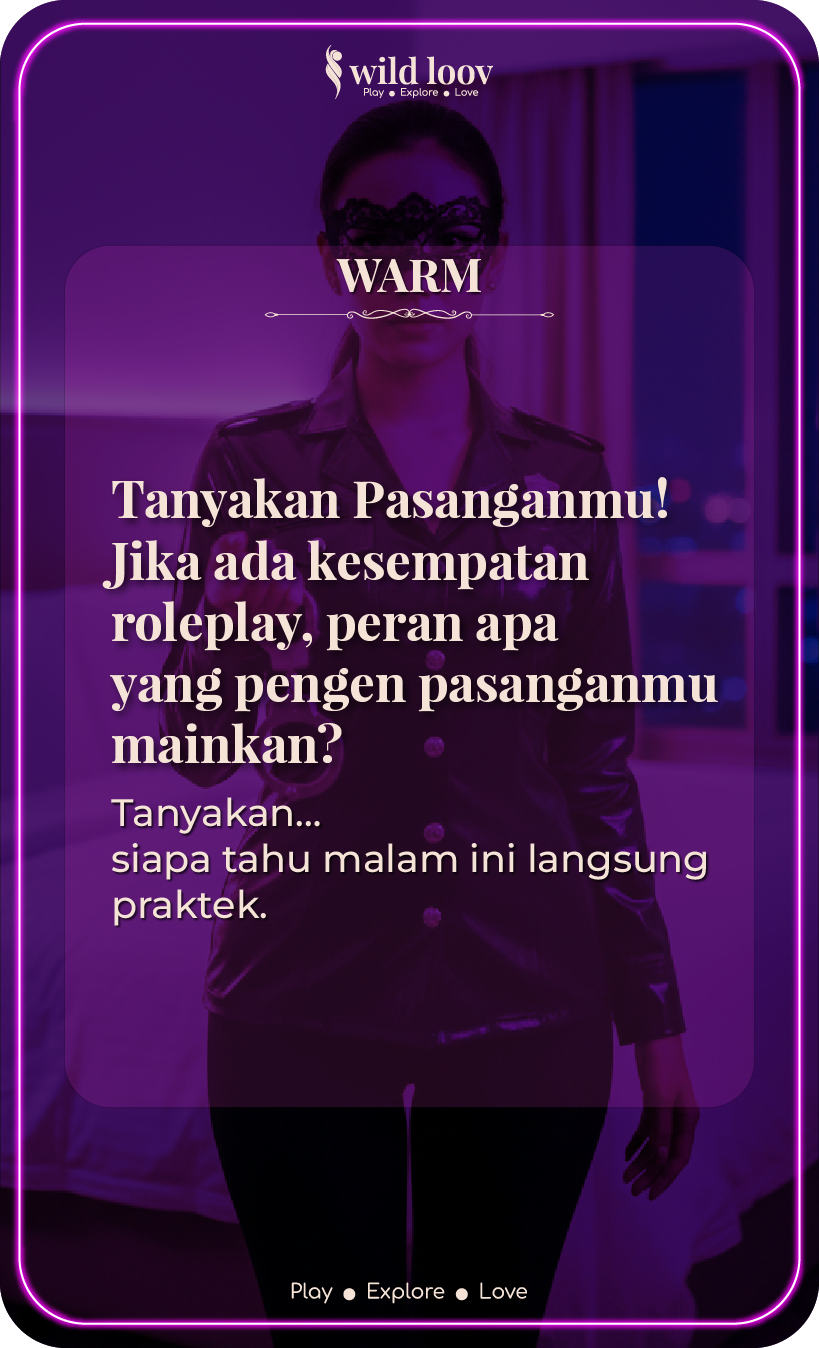 wild loov
Play • Explore • Love
WARM
Tanyakan Pasanganmu!
Jika ada kesempatan
roleplay, peran apa
yang pengen pasanganmu
mainkan?
Tanyakan...
siapa tahu malam ini langsung
praktek.
Play • Explore • Love